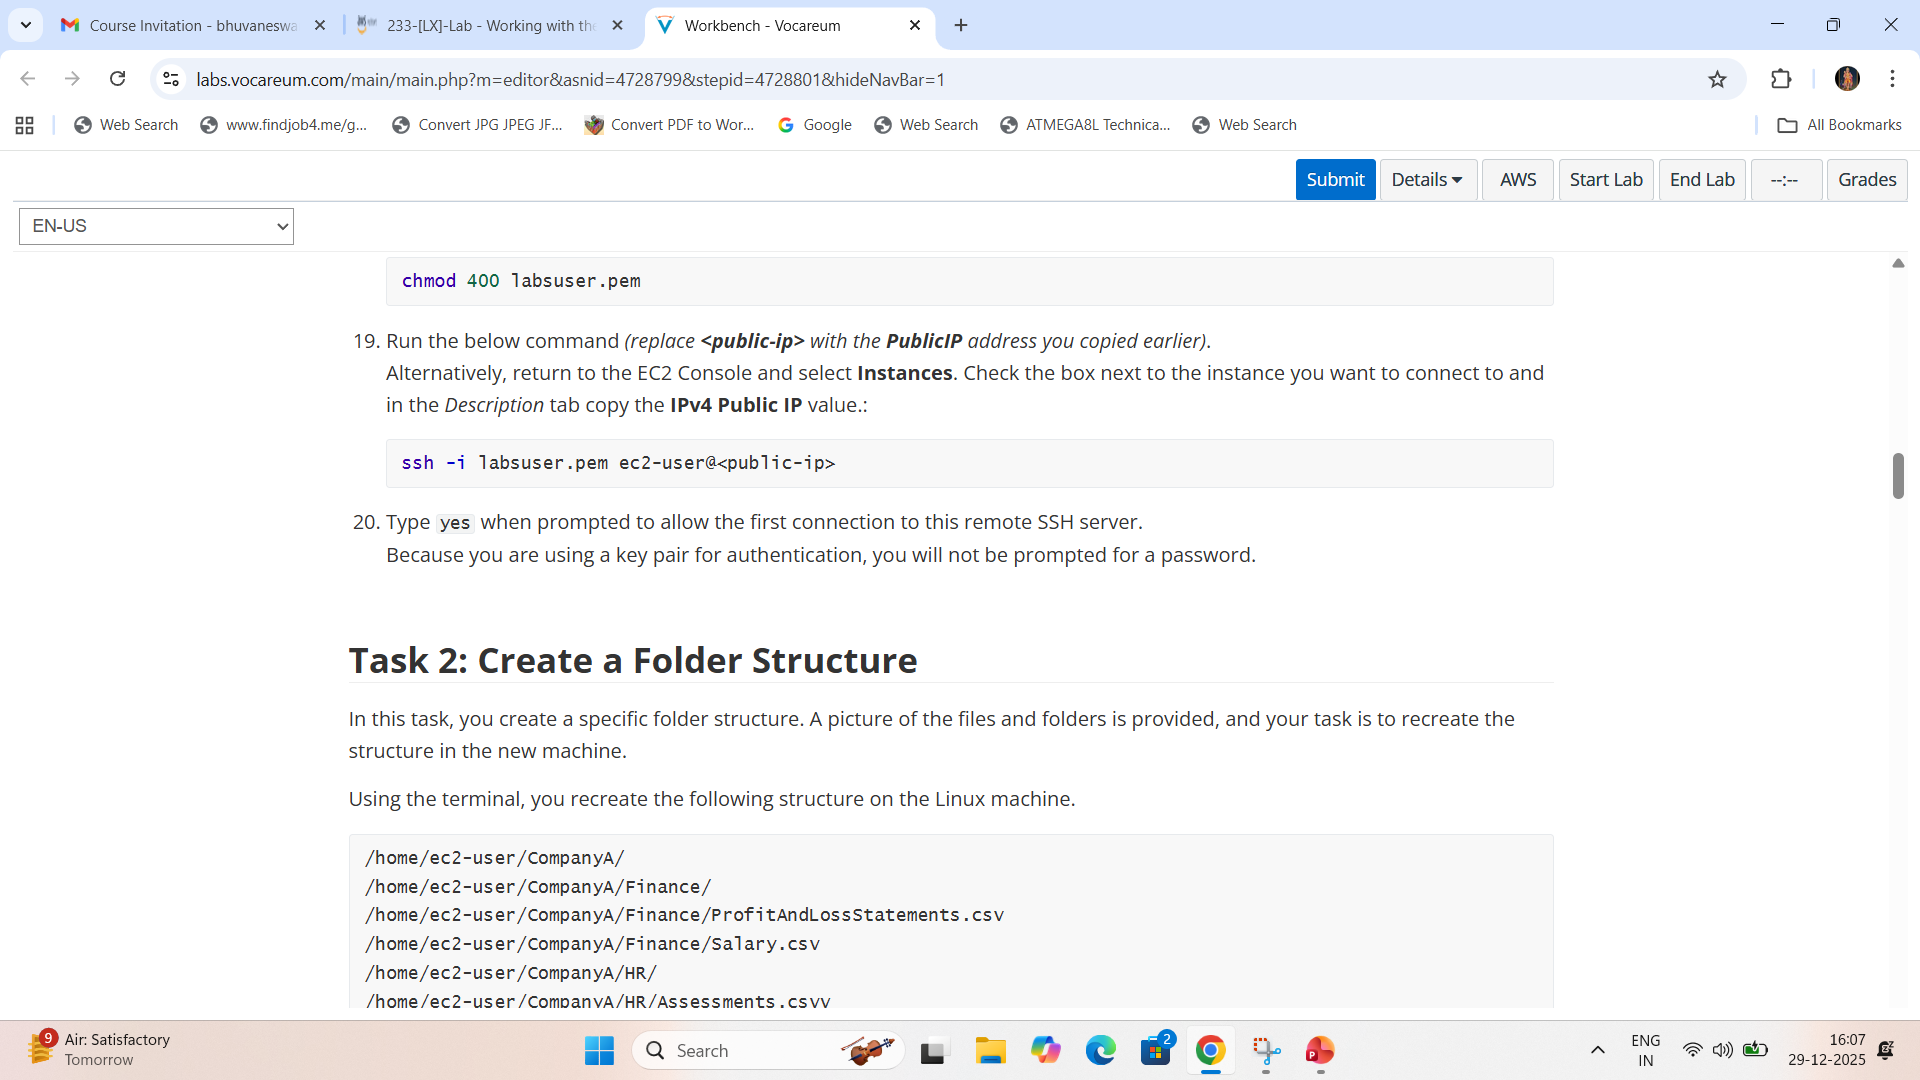 Course Invitation - bhuvaneswa
233-[LX]-Lab - Working with the
Workbench - Vocareum
labs.vocareum.com/main/main.php?m=editor&asnid=4728799&stepid=4728801&hideNavBar=1
Web Search
www.findjob4.me/g...
Convert JPG JPEG JF...
Convert PDF to Wor...
Google
Web Search
ATMEGA8L Technica...
Web Search
All Bookmarks
Submit
Details
AWS
Start Lab
End Lab
--:--
Grades
EN-US
chmod 400 labsuser.pem
19. Run the below command (replace <public-ip> with the PublicIP address you copied earlier).
Alternatively, return to the EC2 Console and select Instances. Check the box next to the instance you want to connect to and
in the Description tab copy the IPv4 Public IP value.:
ssh -i labsuser.pem ec2-user@<public-ip>
20. Type yes when prompted to allow the first connection to this remote SSH server.
Because you are using a key pair for authentication, you will not be prompted for a password.
Task 2: Create a Folder Structure
In this task, you create a specific folder structure. A picture of the files and folders is provided, and your task is to recreate the
structure in the new machine.
Using the terminal, you recreate the following structure on the Linux machine.
/home/ec2-user/CompanyA/
/home/ec2-user/CompanyA/Finance/
/home/ec2-user/CompanyA/Finance/ProfitAndLossStatements.csv
/home/ec2-user/CompanyA/Finance/Salary.csv
/home/ec2-user/CompanyA/HR/
/home/ec2-user/CompanyA/HR/Assessments.csvv
9
Air: Satisfactory
Tomorrow
Search
2
P
ENG
IN
16:07
29-12-2025